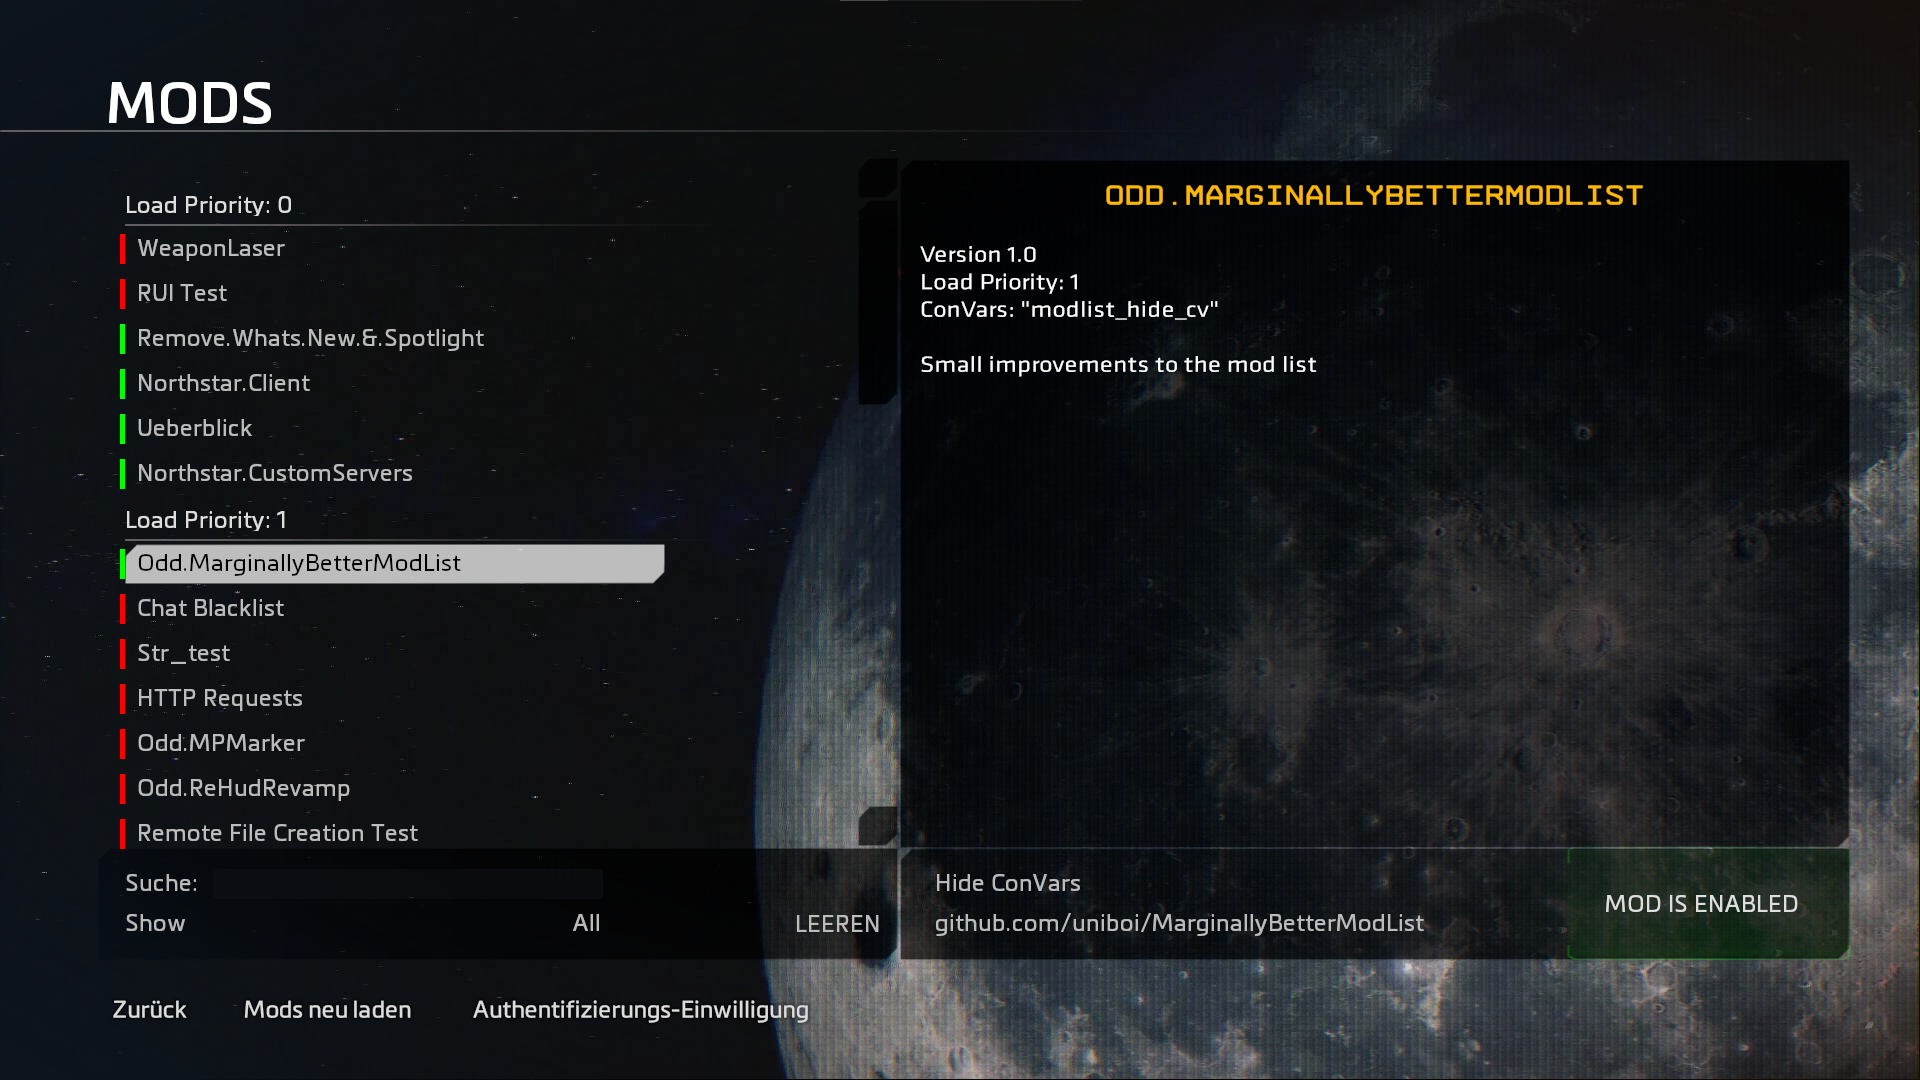 MODS
Load Priority: 0
WeaponLaser
RUI Test
Remove.Whats.New.&.Spotlight
Northstar.Client
Ueberblick
Northstar.CustomServers
Load Priority: 1
Odd.MarginallyBetterModList
Chat Blacklist
Str_test
HTTP Requests
Odd.MPMarker
Odd.ReHudRevamp
Remote File Creation Test
Suche:
Show All
LEEREN
ODD.MARGINALLYBETTERMODLIST
Version 1.0
Load Priority: 1
ConVars: "modlist_hide_cv"
Small improvements to the mod list
Hide ConVars
github.com/uniboi/MarginallyBetterModList
MOD IS ENABLED
Zurück Mods neu laden Authentifizierungs-Einwilligung